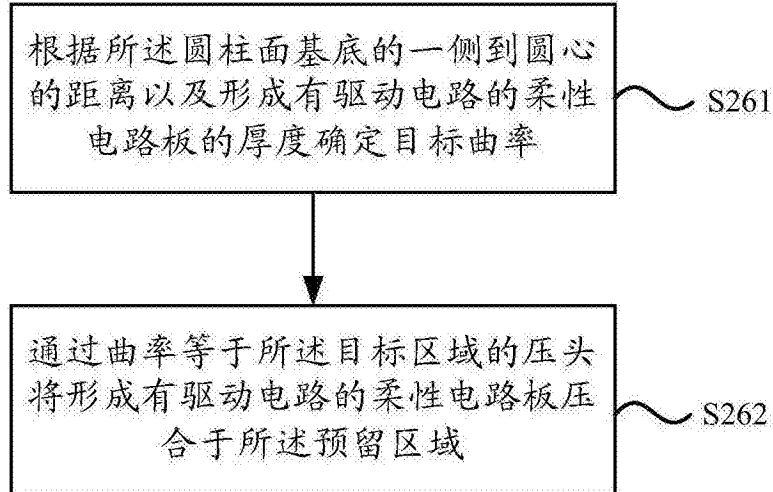 根据所述圆柱面基底的一侧到圆心
的距离以及形成有驱动电路的柔性
电路板的厚度确定目标曲率
S261
通过曲率等于所述目标区域的压头
将形成有驱动电路的柔性电路板压
合于所述预留区域
S262